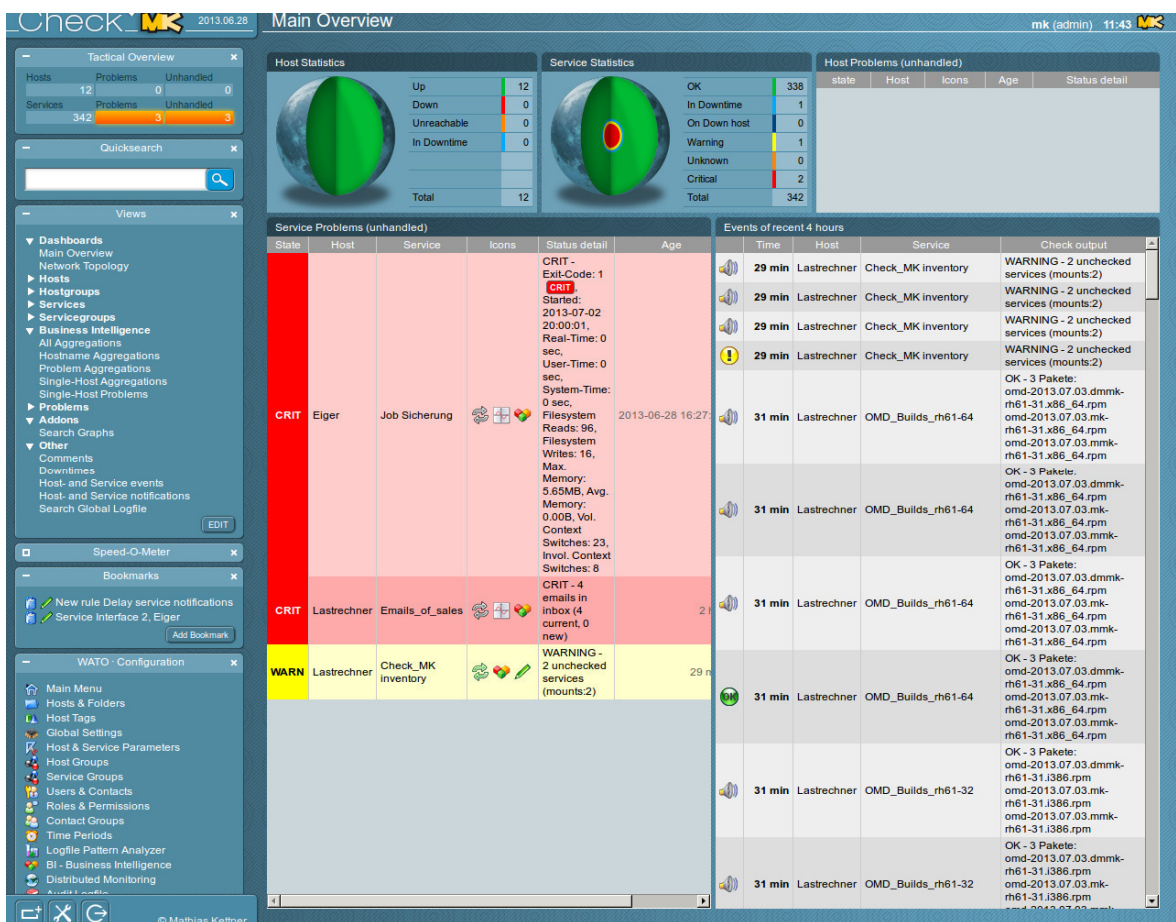 Check MK 2013.06.28
Main Overview
mk (admin) 11:43
Tactical Overview
Hosts Problems Unhandled
12 0 0
Services Problems Unhandled
342 3 3
Quicksearch
Views
Dashboards
Main Overview
Network Topology
Hosts
Hostgroups
Services
Servicegroups
Business Intelligence
All Aggregations
Hostname Aggregations
Problem Aggregations
Single-Host Aggregations
Single-Host Problems
Problems
Addons
Search Graphs
Other
Comments
Downtimes
Host- and Service events
Host- and Service notifications
Search Global Logfile
EDIT
Speed-O-Meter
Bookmarks
New rule Delay service notifications
Service Interface 2, Eiger
Add Bookmark
WATO · Configuration
Main Menu
Hosts & Folders
Host Tags
Global Settings
Host & Service Parameters
Host Groups
Service Groups
Users & Contacts
Roles & Permissions
Contact Groups
Time Periods
Logfile Pattern Analyzer
BI - Business Intelligence
Distributed Monitoring
Audit Logfile
© Mathias Kettner
Host Statistics
Up 12
Down 0
Unreachable 0
In Downtime 0
Total 12
Service Statistics
OK 338
In Downtime 1
On Down host 0
Warning 1
Unknown 0
Critical 2
Total 342
Host Problems (unhandled)
state Host Icons Age Status detail
Service Problems (unhandled)
State Host Service Icons Status detail Age
CRIT Eiger Job Sicherung
CRIT -
Exit-Code: 1
CRIT,
Started:
2013-07-02
20:00:01,
Real-Time: 0
sec,
User-Time: 0
sec,
System-Time:
0 sec,
Filesystem
Reads: 96,
Filesystem
Writes: 16,
Max.
Memory:
5.65MB, Avg.
Memory:
0.00B, Vol.
Context
Switches: 23,
Invol. Context
Switches: 8
2013-06-28 16:27:
CRIT Lastrechner Emails_of_sales
CRIT - 4
emails in
inbox (4
current, 0
new)
2
WARN Lastrechner Check_MK
inventory
WARNING -
2 unchecked
services
(mounts:2)
29
Events of recent 4 hours
Time Host Service Check output
29 min Lastrechner Check_MK inventory
WARNING - 2 unchecked
services (mounts:2)
29 min Lastrechner Check_MK inventory
WARNING - 2 unchecked
services (mounts:2)
29 min Lastrechner Check_MK inventory
WARNING - 2 unchecked
services (mounts:2)
29 min Lastrechner Check_MK inventory
WARNING - 2 unchecked
services (mounts:2)
31 min Lastrechner OMD_Builds_rh61-64
OK - 3 Pakete:
omd-2013.07.03.dmmk-
rh61-31.x86_64.rpm
omd-2013.07.03.mk-
rh61-31.x86_64.rpm
omd-2013.07.03.mmk-
rh61-31.x86_64.rpm
31 min Lastrechner OMD_Builds_rh61-64
OK - 3 Pakete:
omd-2013.07.03.dmmk-
rh61-31.x86_64.rpm
omd-2013.07.03.mk-
rh61-31.x86_64.rpm
omd-2013.07.03.mmk-
rh61-31.x86_64.rpm
31 min Lastrechner OMD_Builds_rh61-64
OK - 3 Pakete:
omd-2013.07.03.dmmk-
rh61-31.x86_64.rpm
omd-2013.07.03.mk-
rh61-31.x86_64.rpm
omd-2013.07.03.mmk-
rh61-31.x86_64.rpm
OK 31 min Lastrechner OMD_Builds_rh61-64
OK - 3 Pakete:
omd-2013.07.03.dmmk-
rh61-31.x86_64.rpm
omd-2013.07.03.mk-
rh61-31.x86_64.rpm
omd-2013.07.03.mmk-
rh61-31.x86_64.rpm
31 min Lastrechner OMD_Builds_rh61-32
OK - 3 Pakete:
omd-2013.07.03.dmmk-
rh61-31.i386.rpm
omd-2013.07.03.mk-
rh61-31.i386.rpm
omd-2013.07.03.mmk-
rh61-31.i386.rpm
31 min Lastrechner OMD_Builds_rh61-32
OK - 3 Pakete:
omd-2013.07.03.dmmk-
rh61-31.i386.rpm
omd-2013.07.03.mk-
rh61-31.i386.rpm
omd-2013.07.03.mmk-